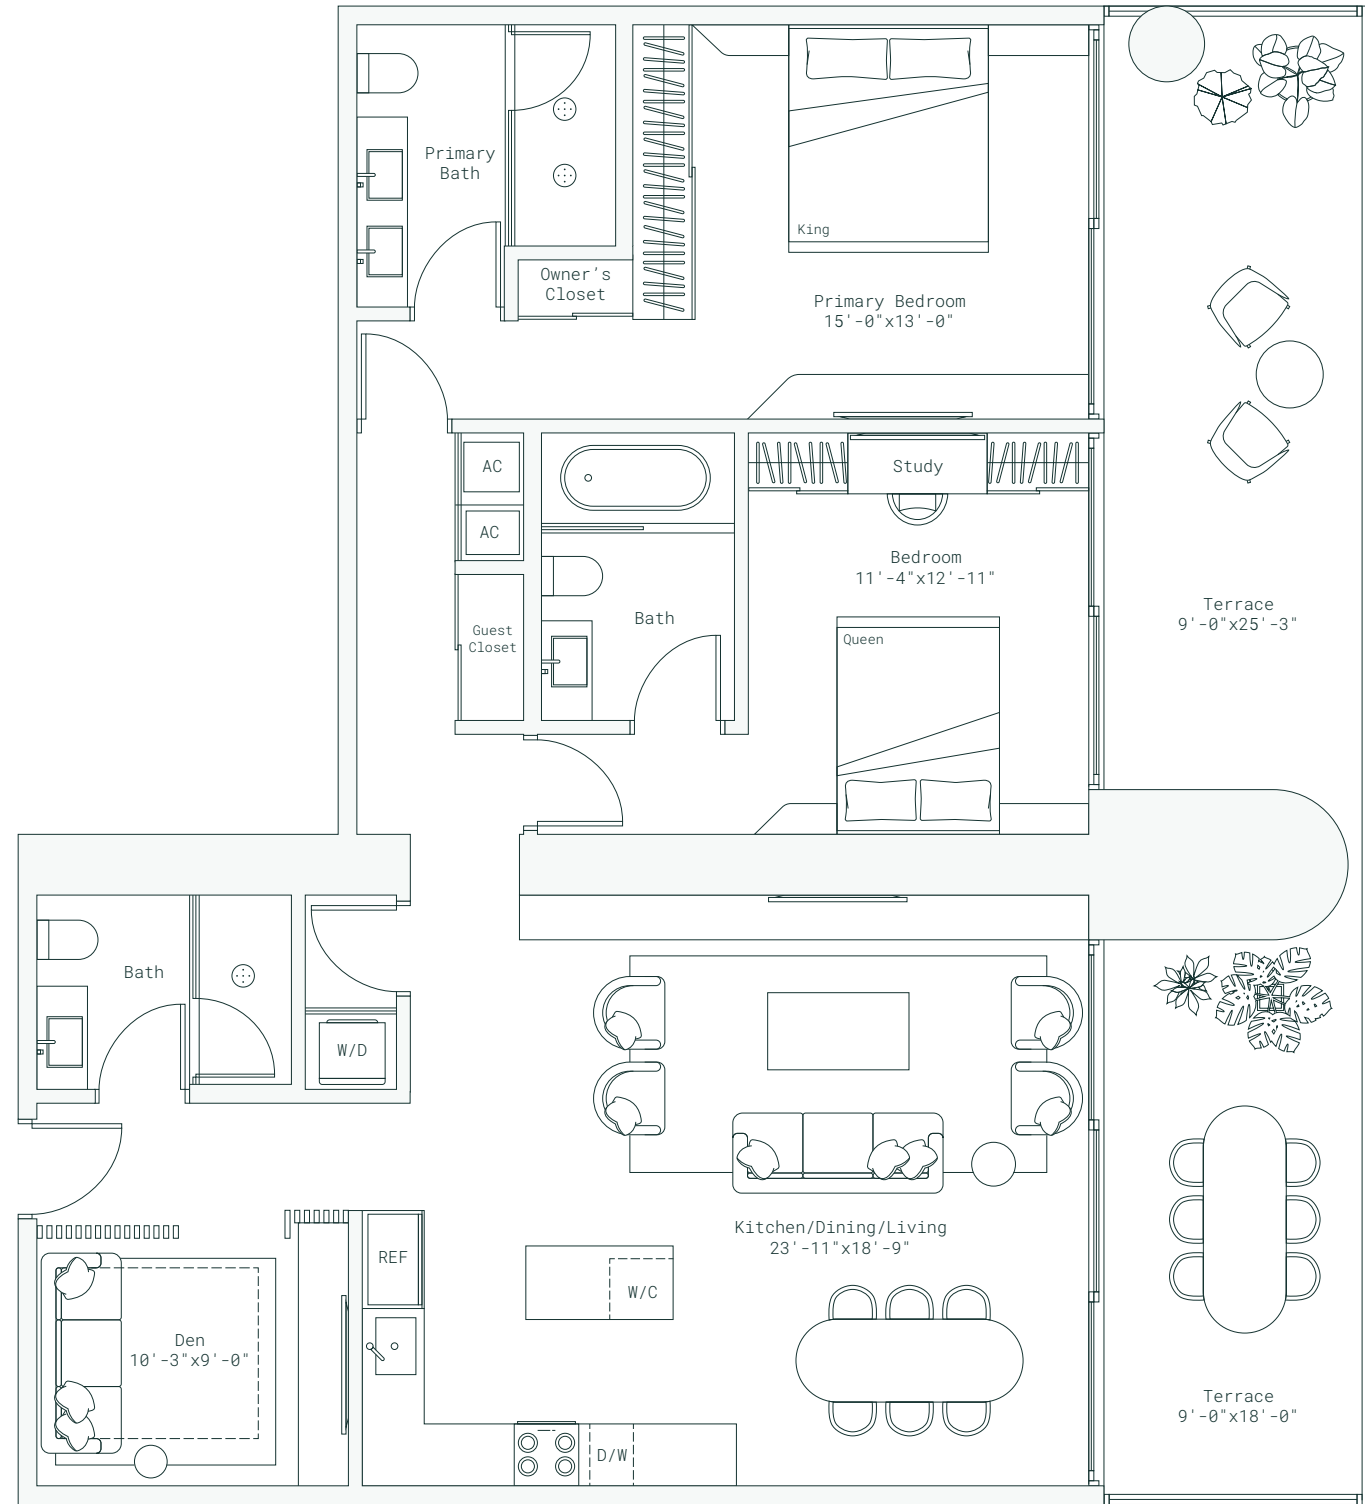 Primary
Bath
King
Owner's
Closet
Primary Bedroom
15'-0"x13'-0"
AC
Study
AC
Bedroom
11'-4"x12'-11"
Terrace
9'-0"x25'-3"
Bath
Guest
Closet
Queen
Bath
W/D
Kitchen/Dining/Living
23'-11"x18'-9"
REF
W/C
Den
10'-3"x9'-0"
Terrace
9'-0"x18'-0"
D/W